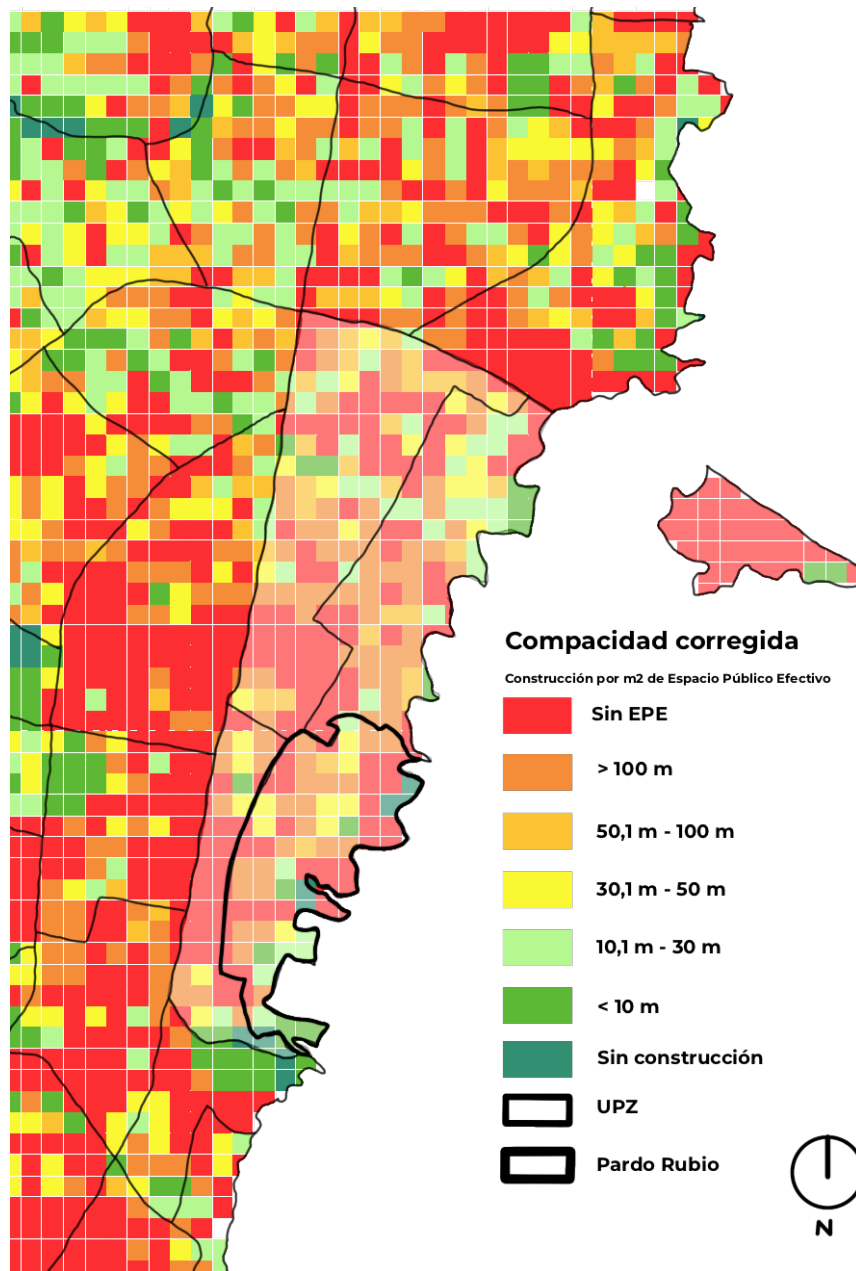 Compacidad corregida
Construcción por m2 de Espacio Público Efectivo
Sin EPE
> 100 m
50,1 m - 100 m
30,1 m - 50 m
10,1 m - 30 m
< 10 m
Sin construcción
UPZ
Pardo Rubio
N